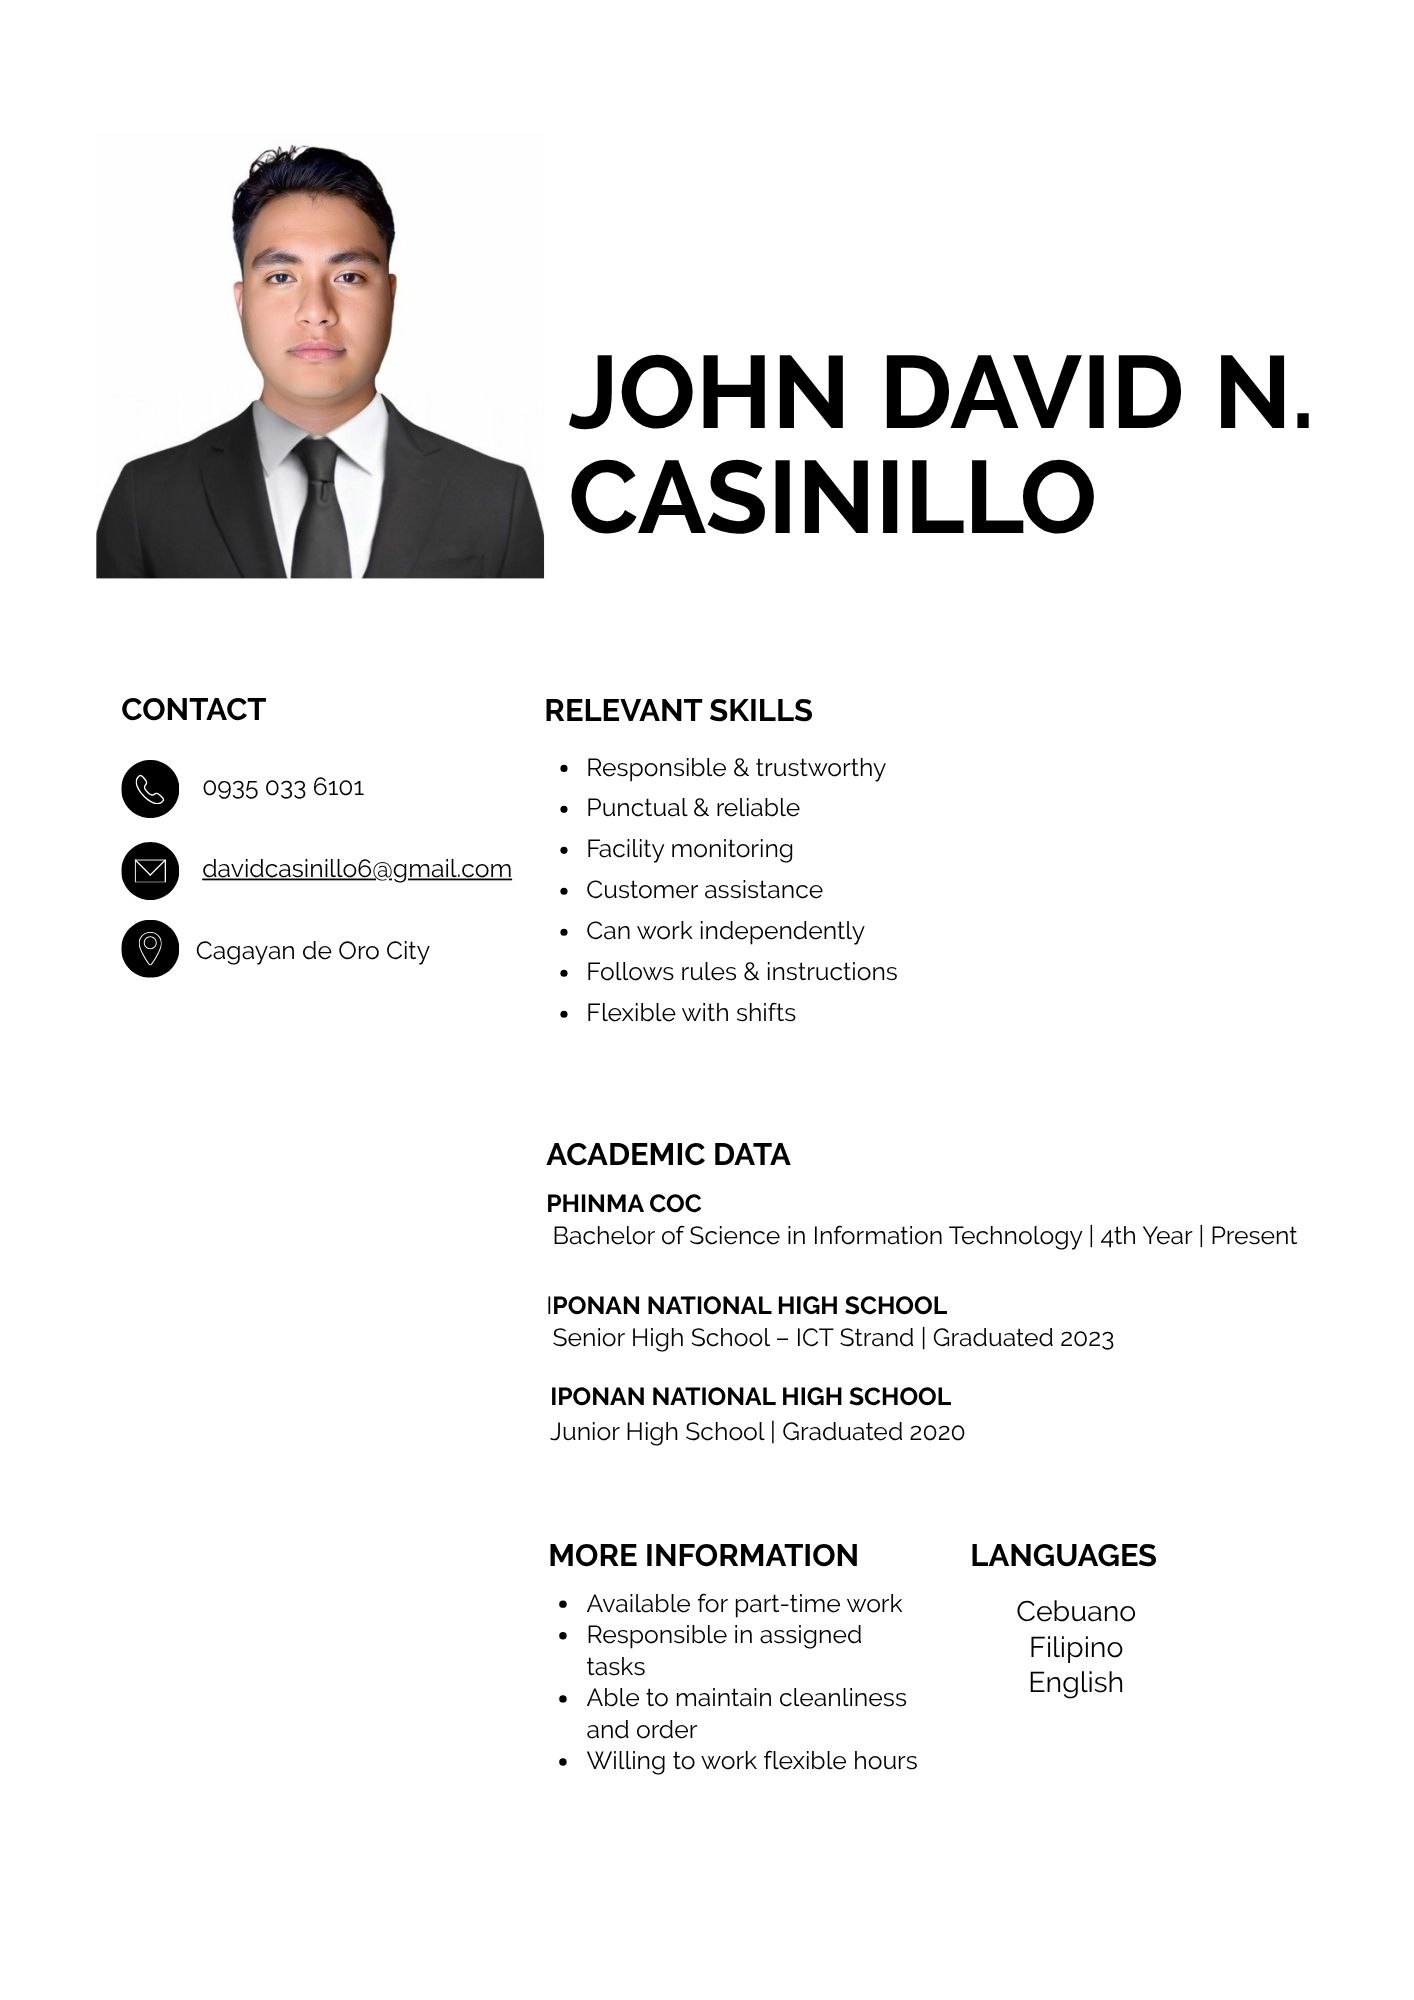 JOHN DAVID N.
CASINILLO
CONTACT
0935 033 6101
davidcasinillo6@gmail.com
Cagayan de Oro City
RELEVANT SKILLS
• Responsible & trustworthy
• Punctual & reliable
• Facility monitoring
• Customer assistance
• Can work independently
• Follows rules & instructions
• Flexible with shifts
ACADEMIC DATA
PHINMA COC
Bachelor of Science in Information Technology | 4th Year | Present
IPONAN NATIONAL HIGH SCHOOL
Senior High School – ICT Strand | Graduated 2023
IPONAN NATIONAL HIGH SCHOOL
Junior High School | Graduated 2020
MORE INFORMATION
• Available for part-time work
• Responsible in assigned
tasks
• Able to maintain cleanliness
and order
• Willing to work flexible hours
LANGUAGES
Cebuano
Filipino
English